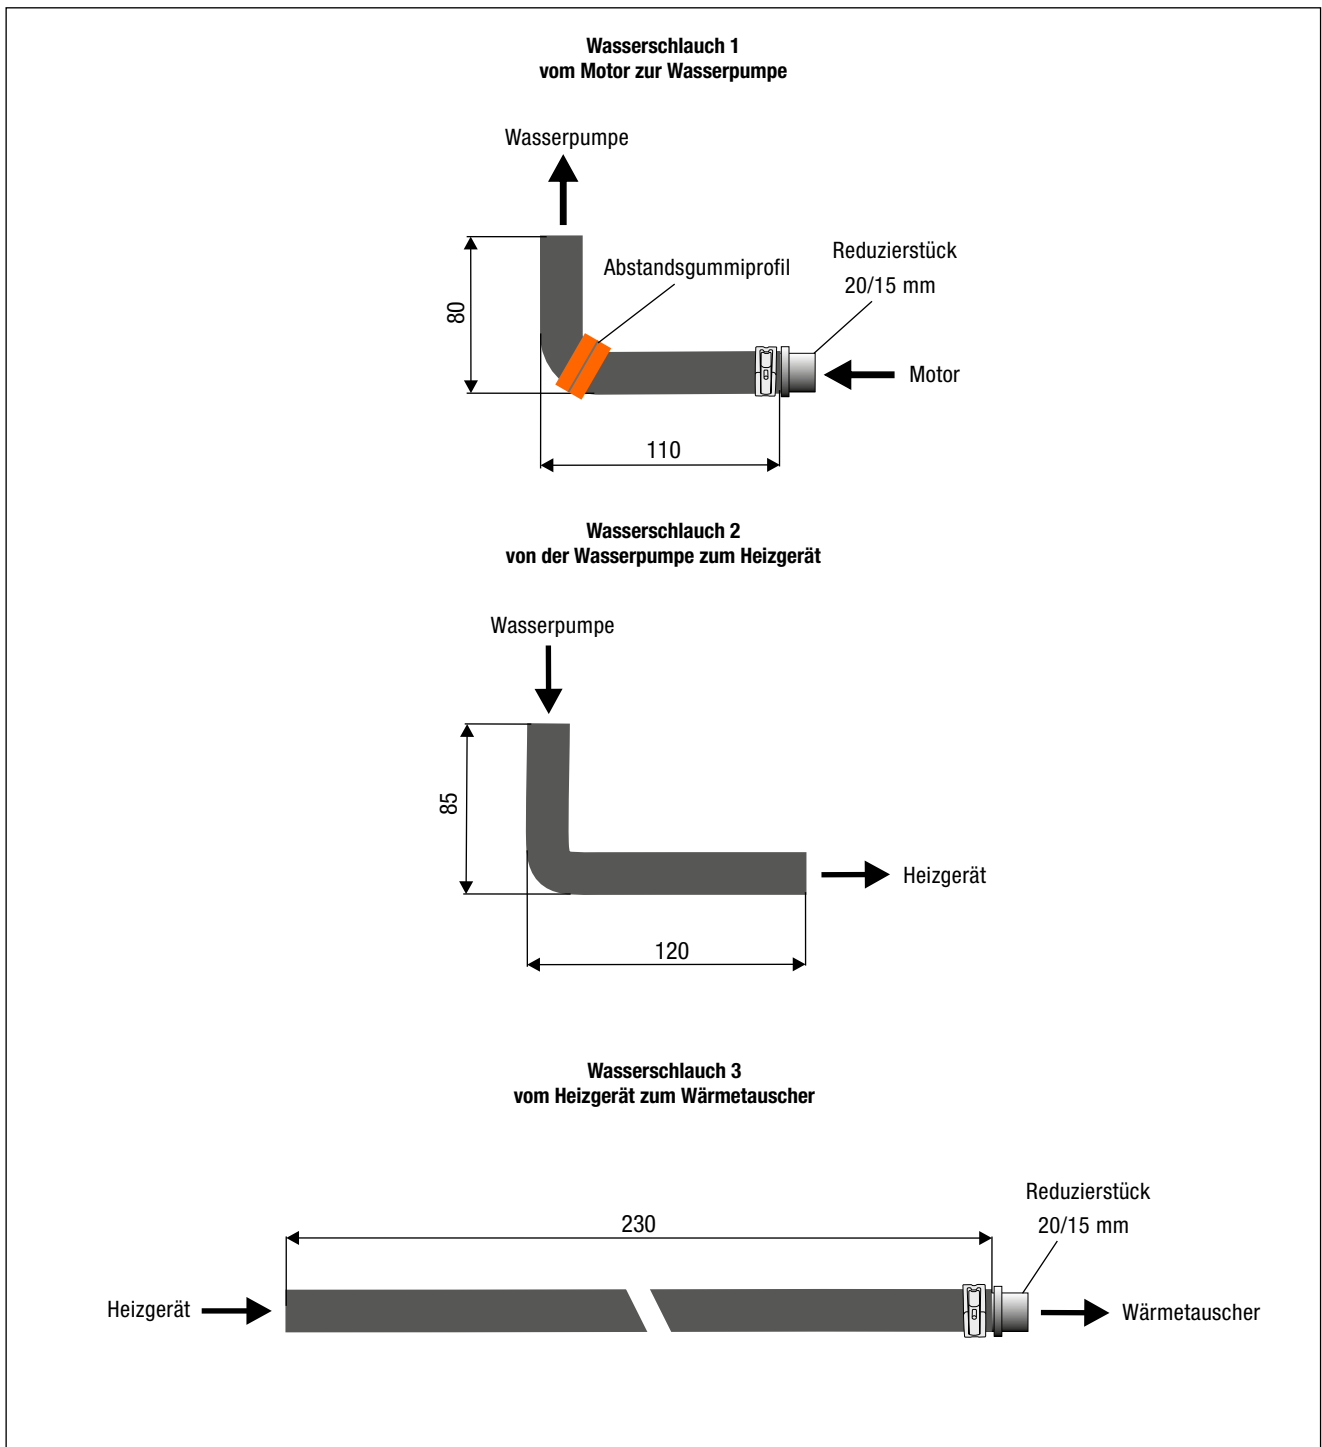 Wasserschlauch 1
vom Motor zur Wasserpumpe
Wasserpumpe
Abstandsgummiprofil
Reduzierstück
20/15 mm
80
Motor
110
Wasserschlauch 2
von der Wasserpumpe zum Heizgerät
Wasserpumpe
85
Heizgerät
120
Wasserschlauch 3
vom Heizgerät zum Wärmetauscher
Reduzierstück
20/15 mm
230
Heizgerät
Wärmetauscher